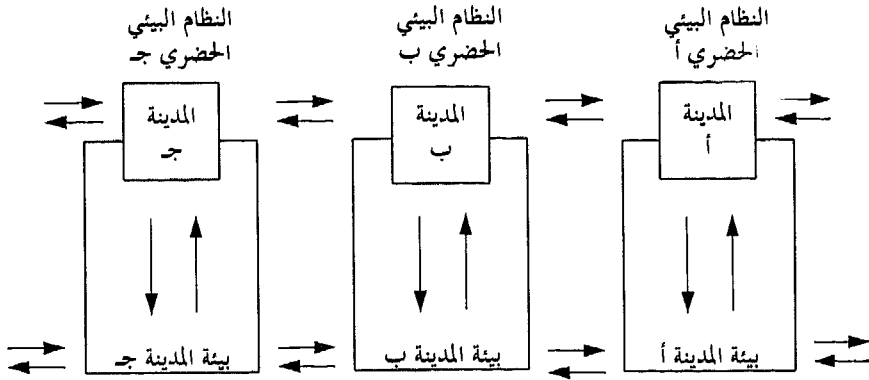 النظام البيئي
الحضري أ
النظام البيئي
الحضري ب
النظام البيئي
الحضري جـ
المدينة
أ
المدينة
ب
المدينة
جـ
بيئة المدينة أ
بيئة المدينة ب
بيئة المدينة جـ